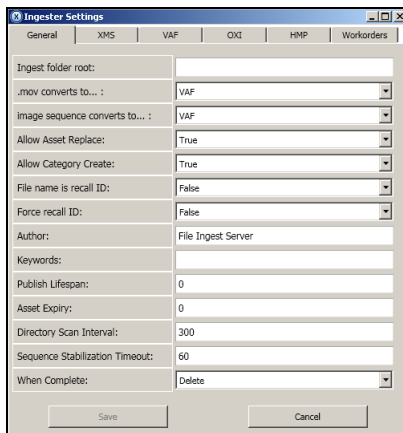 Ingester Settings
General XMS VAF OXI HMP Workorders
Ingest folder root:
.mov converts to... : VAF
image sequence converts to... : VAF
Allow Asset Replace: True
Allow Category Create: True
File name is recall ID: False
Force recall ID: False
Author: File Ingest Server
Keywords:
Publish Lifespan: 0
Asset Expiry: 0
Directory Scan Interval: 300
Sequence Stabilization Timeout: 60
When Complete: Delete
Save Cancel